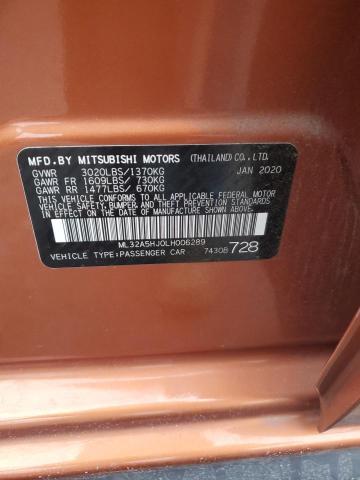 MFD.BY MITSUBISHI MOTORS (THAILAND) CO.,LTD.
GVWR 3020LBS/1370KG JAN 2020
GAWR FR 1609LBS/ 730KG
GAWR RR 1477LBS/ 670KG
THIS VEHICLE CONFORMS TO ALL APPLICABLE FEDERAL MOTOR
VEHICLE SAFETY, BUMPER, AND THEFT PREVENTION STANDARDS
IN EFFECT ON THE DATE OF MANUFACTURE SHOWN ABOVE.
ML32A5HJ0LH006289
VEHICLE TYPE:PASSENGER CAR 7430B 728